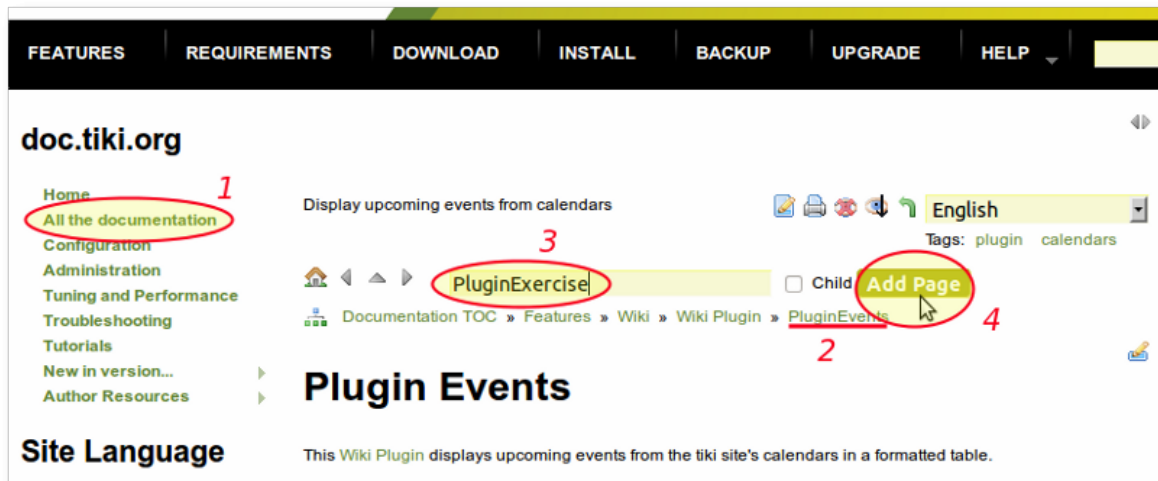 FEATURES REQUIREMENTS DOWNLOAD INSTALL BACKUP UPGRADE HELP
doc.tiki.org
1
Home
All the documentation
Configuration
Administration
Tuning and Performance
Troubleshooting
Tutorials
New in version...
Author Resources
Site Language
Display upcoming events from calendars
English
Tags: plugin calendars
3
PluginExercise Child Add Page
4
Documentation TOC » Features » Wiki » Wiki Plugin » PluginEvents
2
Plugin Events
This Wiki Plugin displays upcoming events from the tiki site's calendars in a formatted table.